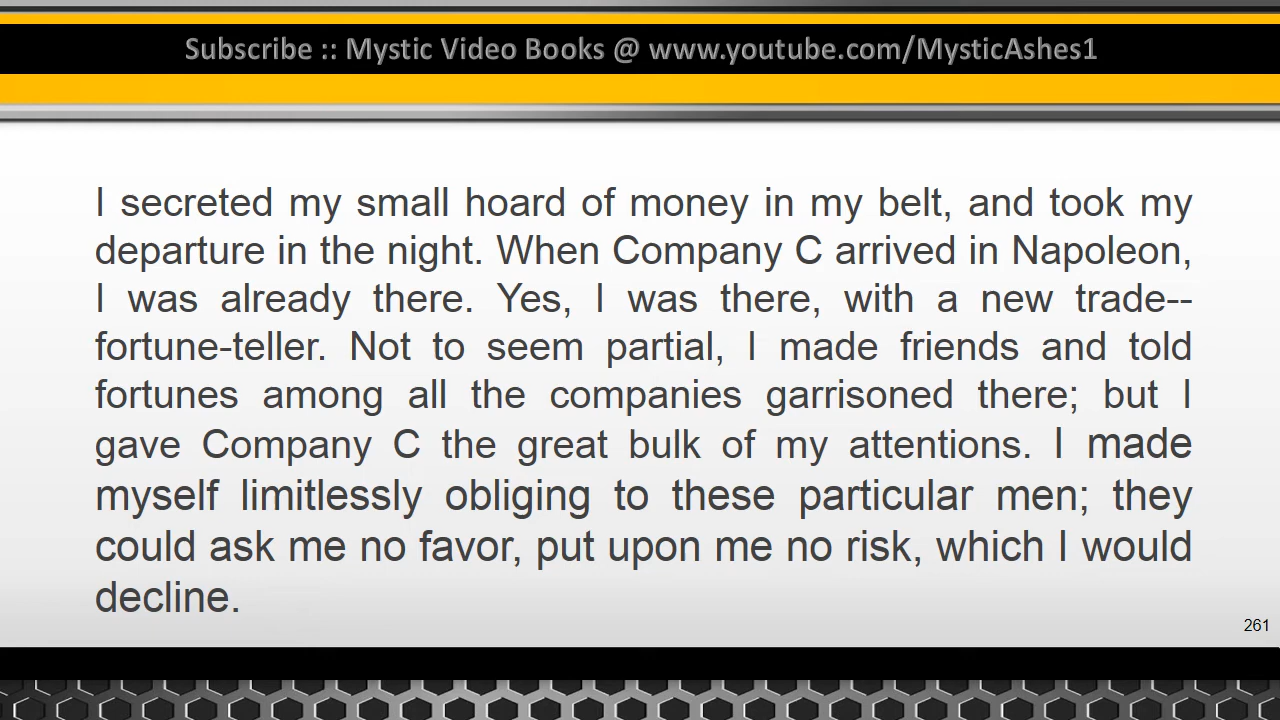 Subscribe :: Mystic Video Books @ www.youtube.com/MysticAshes1
I secreted my small hoard of money in my belt, and took my
departure in the night. When Company C arrived in Napoleon,
I was already there. Yes, I was there, with a new trade--
fortune-teller. Not to seem partial, I made friends and told
fortunes among all the companies garrisoned there; but I
gave Company C the great bulk of my attentions. I made
myself limitlessly obliging to these particular men; they
could ask me no favor, put upon me no risk, which I would
decline.
261